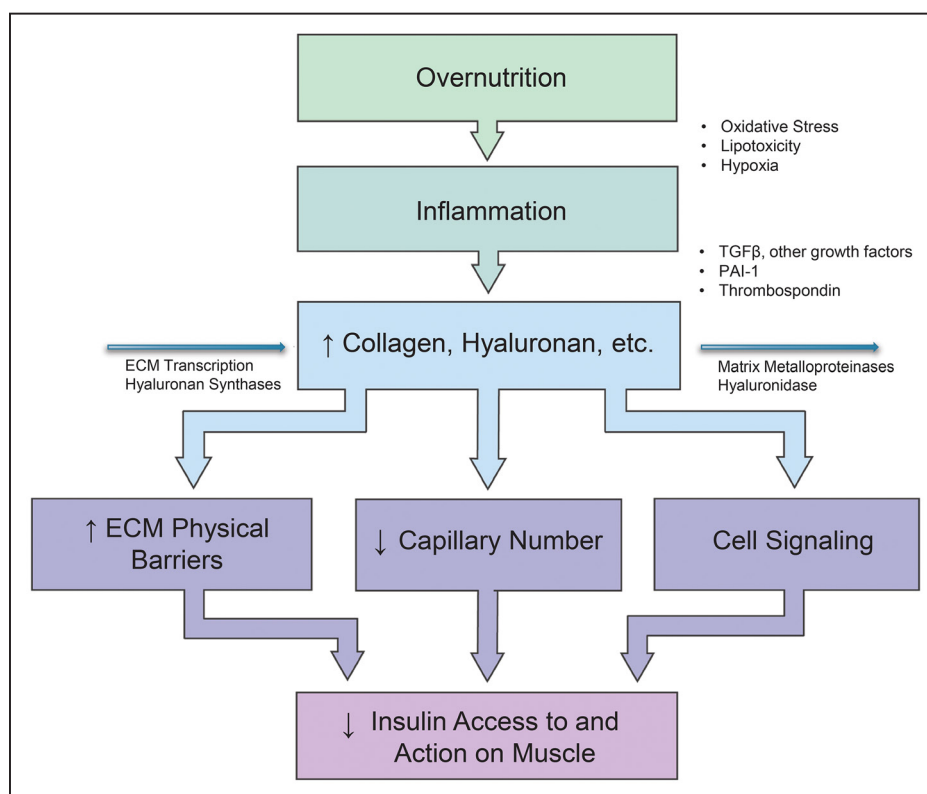 Overnutrition
• Oxidative Stress
• Lipotoxicity
• Hypoxia
Inflammation
• TGFβ, other growth factors
• PAI-1
• Thrombospondin
↑ Collagen, Hyaluronan, etc.
ECM Transcription
Hyaluronan Synthases
Matrix Metalloproteinases
Hyaluronidase
↑ ECM Physical
Barriers
↓ Capillary Number
Cell Signaling
↓ Insulin Access to and
Action on Muscle